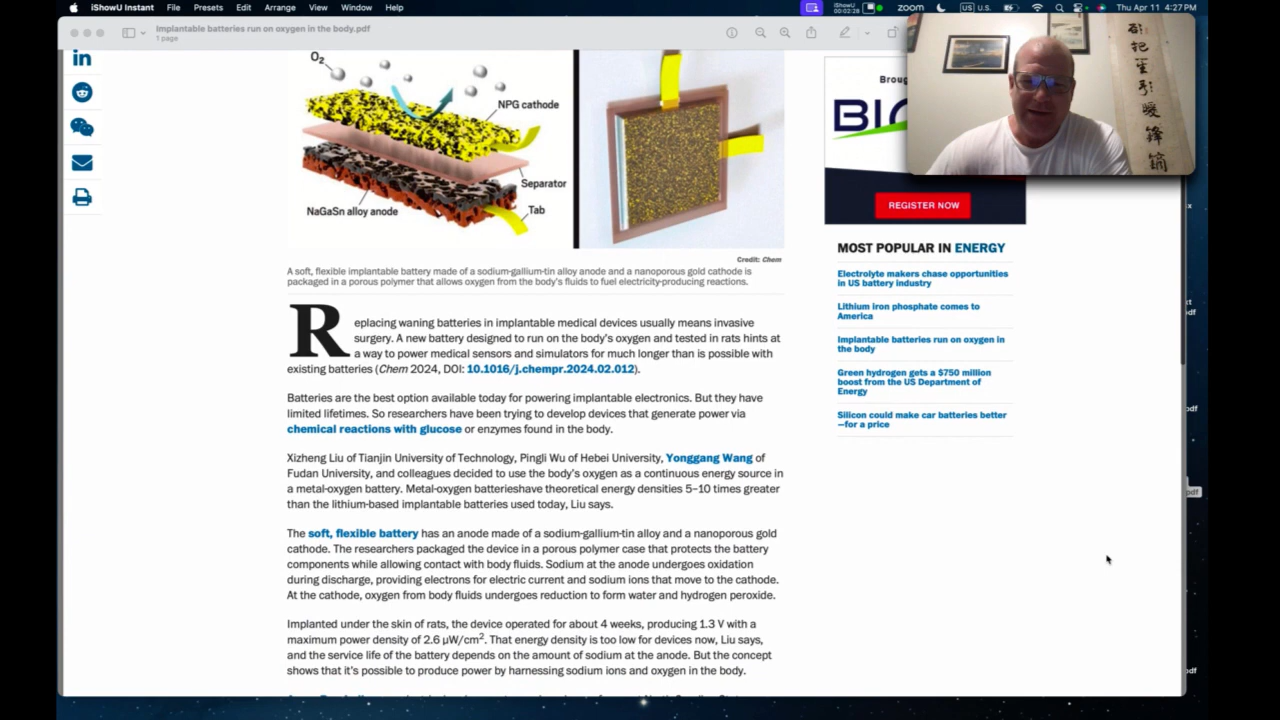 iShowU Instant File Presets Edit Arrange View Window Help
iShowU
00:02:28
zoom
US U.S.
Thu Apr 11 4:27 PM
Implantable batteries run on oxygen in the body.pdf
1 page
in
O2
NPG cathode
Separator
Tab
NaGaSn alloy anode
Credit: Chem
A soft, flexible implantable battery made of a sodium-gallium-tin alloy anode and a nanoporous gold cathode is
packaged in a porous polymer that allows oxygen from the body's fluids to fuel electricity-producing reactions.
Replacing waning batteries in implantable medical devices usually means invasive
surgery. A new battery designed to run on the body's oxygen and tested in rats hints at
a way to power medical sensors and simulators for much longer than is possible with
existing batteries (Chem 2024, DOI: 10.1016/j.chempr.2024.02.012).
Batteries are the best option available today for powering implantable electronics. But they have
limited lifetimes. So researchers have been trying to develop devices that generate power via
chemical reactions with glucose or enzymes found in the body.
Xizheng Liu of Tianjin University of Technology, Pingli Wu of Hebei University, Yonggang Wang of
Fudan University, and colleagues decided to use the body's oxygen as a continuous energy source in
a metal-oxygen battery. Metal-oxygen batterieshave theoretical energy densities 5–10 times greater
than the lithium-based implantable batteries used today, Liu says.
The soft, flexible battery has an anode made of a sodium-gallium-tin alloy and a nanoporous gold
cathode. The researchers packaged the device in a porous polymer case that protects the battery
components while allowing contact with body fluids. Sodium at the anode undergoes oxidation
during discharge, providing electrons for electric current and sodium ions that move to the cathode.
At the cathode, oxygen from body fluids undergoes reduction to form water and hydrogen peroxide.
Implanted under the skin of rats, the device operated for about 4 weeks, producing 1.3 V with a
maximum power density of 2.6 µW/cm2. That energy density is too low for devices now, Liu says,
and the service life of the battery depends on the amount of sodium at the anode. But the concept
shows that it's possible to produce power by harnessing sodium ions and oxygen in the body.
Broug
BIO
REGISTER NOW
MOST POPULAR IN ENERGY
Electrolyte makers chase opportunities
in US battery industry
Lithium iron phosphate comes to
America
Implantable batteries run on oxygen in
the body
Green hydrogen gets a $750 million
boost from the US Department of
Energy
Silicon could make car batteries better
—for a price
pdf
pdf
pdf
pdf
pdf